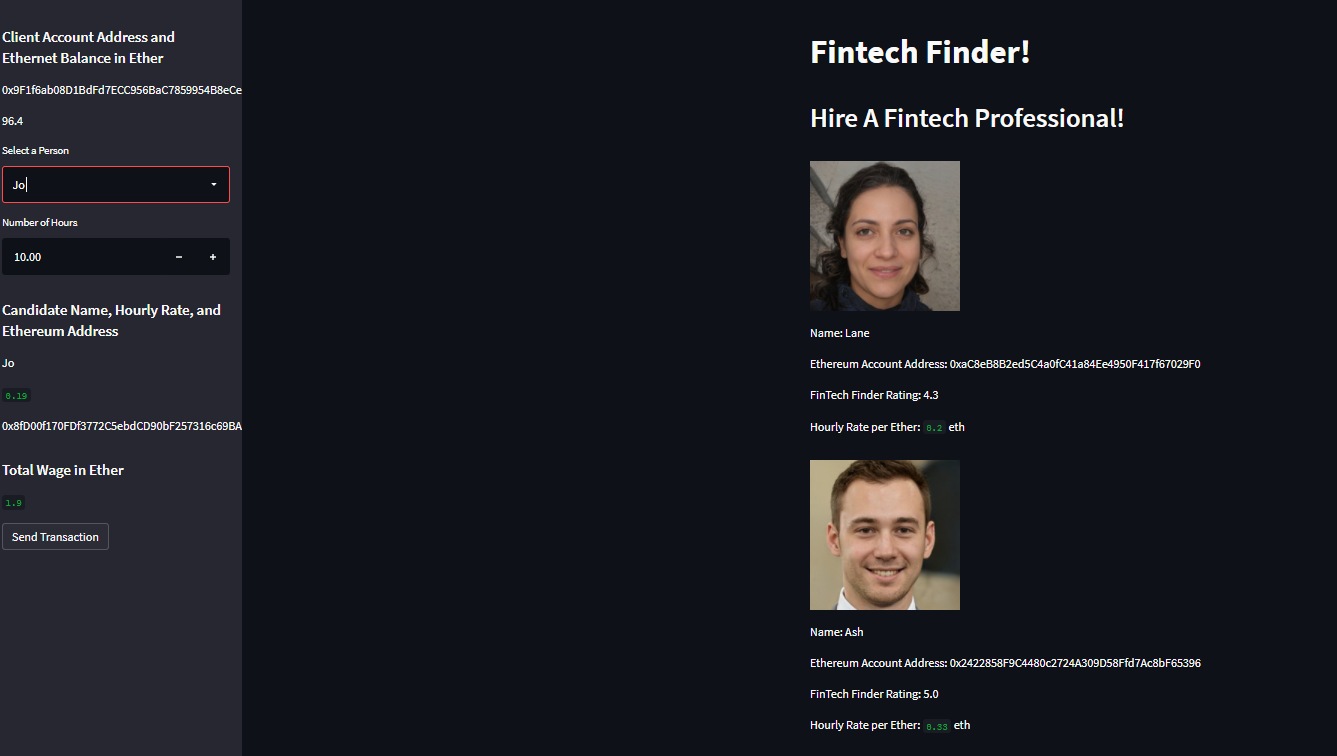 Client Account Address and
Ethernet Balance in Ether
0x9F1f6ab08D1BdFd7ECC956BaC7859954B8eCe
96.4
Select a Person
Jo
Number of Hours
10.00
Candidate Name, Hourly Rate, and
Ethereum Address
Jo
0.19
0x8fD00f170FDf3772C5ebdCD90bF257316c69BA
Total Wage in Ether
1.9
Send Transaction
Fintech Finder!
Hire A Fintech Professional!
Name: Lane
Ethereum Account Address: 0xaC8eB8B2ed5C4a0fC41a84Ee4950F417f67029F0
FinTech Finder Rating: 4.3
Hourly Rate per Ether: 0.2 eth
Name: Ash
Ethereum Account Address: 0x2422858F9C4480c2724A309D58Ffd7Ac8bF65396
FinTech Finder Rating: 5.0
Hourly Rate per Ether: 0.33 eth